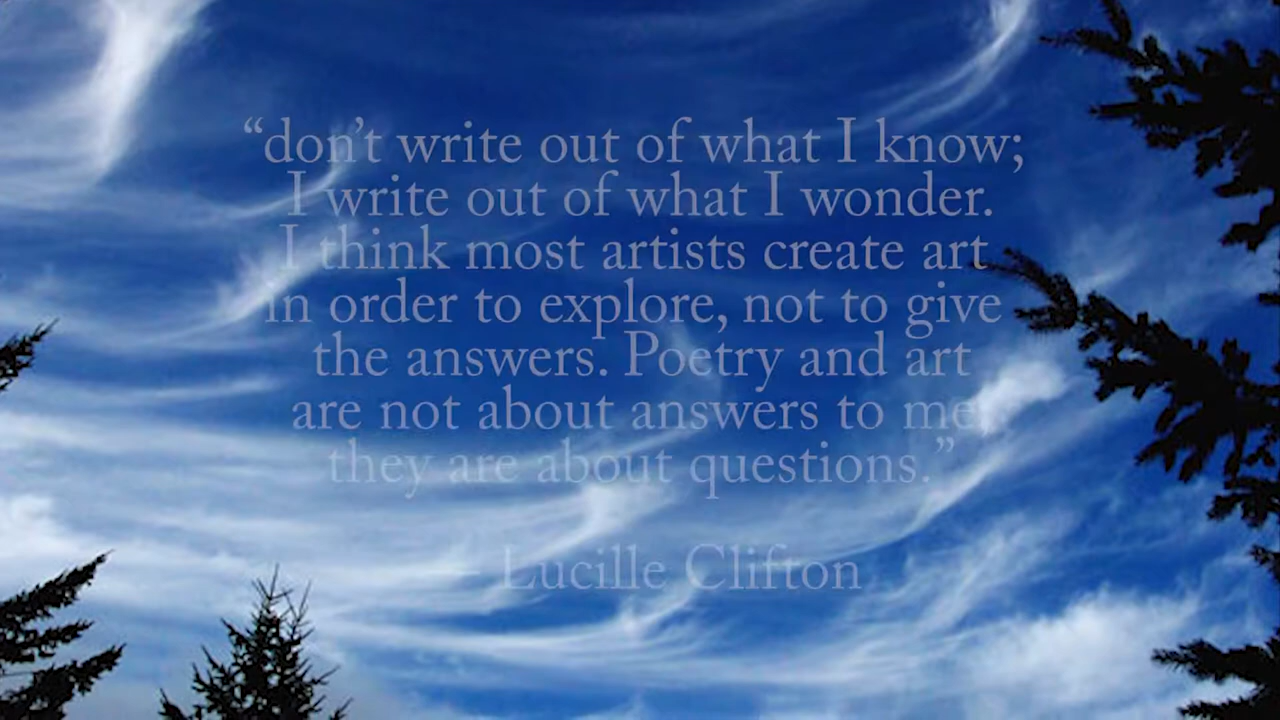 “don’t write out of what I know;
I write out of what I wonder.
I think most artists create art
in order to explore, not to give
the answers. Poetry and art
are not about answers to me
they are about questions.”
— Lucille Clifton